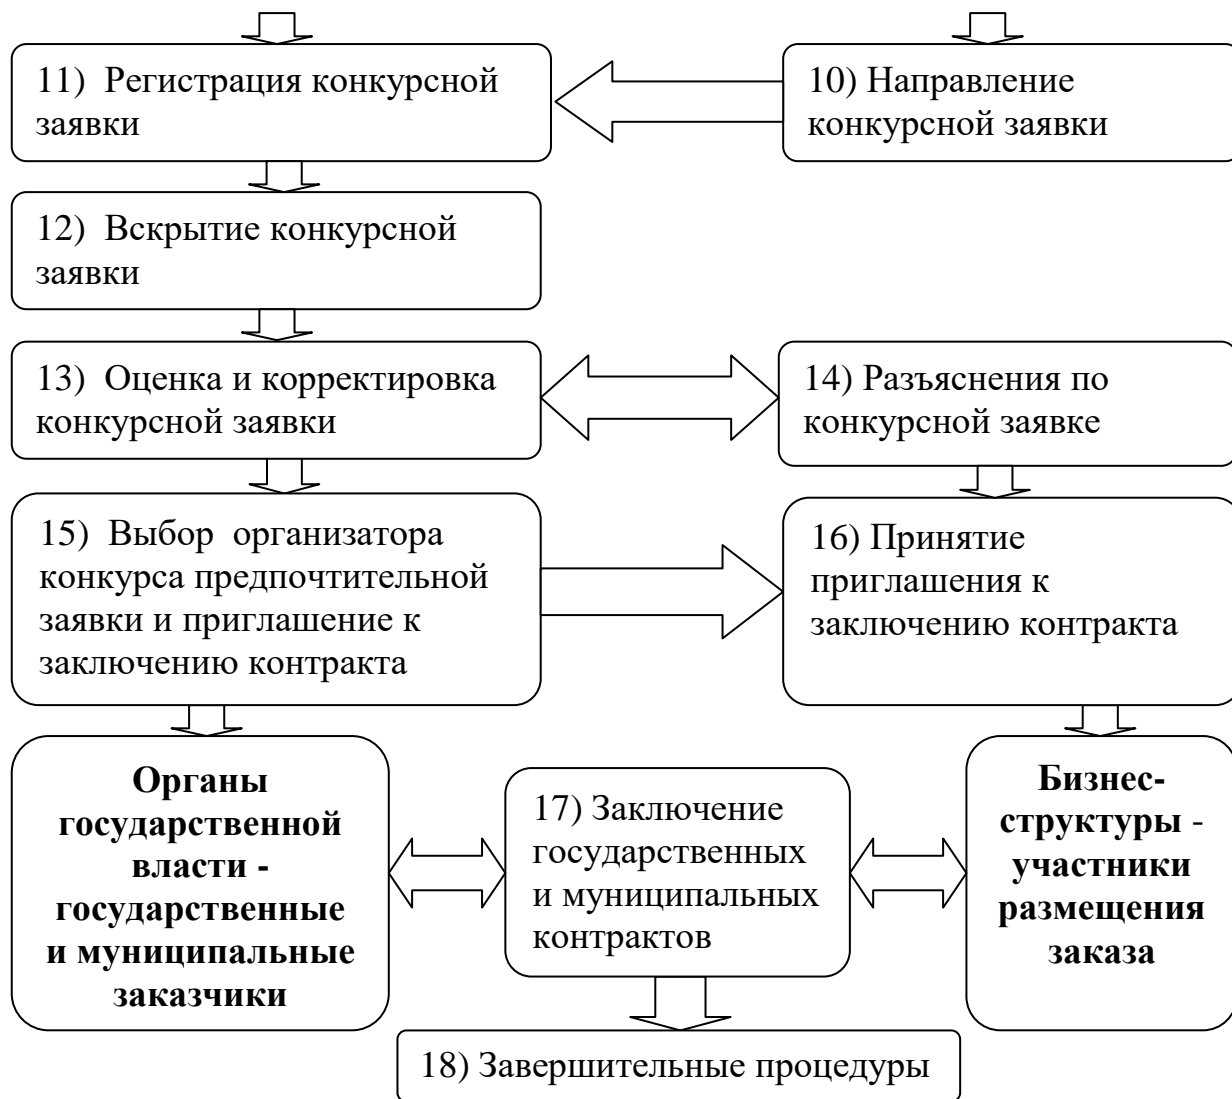 11)  Регистрация конкурсной
заявки
10) Направление
конкурсной заявки
12)  Вскрытие конкурсной
заявки
13)  Оценка и корректировка
конкурсной заявки
14) Разъяснения по
конкурсной заявке
15)  Выбор  организатора
конкурса предпочтительной
заявки и приглашение к
заключению контракта
16) Принятие
приглашения к
заключению контракта
Органы
государственной
власти -
государственные
и муниципальные
заказчики
17) Заключение
государственных
и муниципальных
контрактов
Бизнес-
структуры -
участники
размещения
заказа
18) Завершительные процедуры